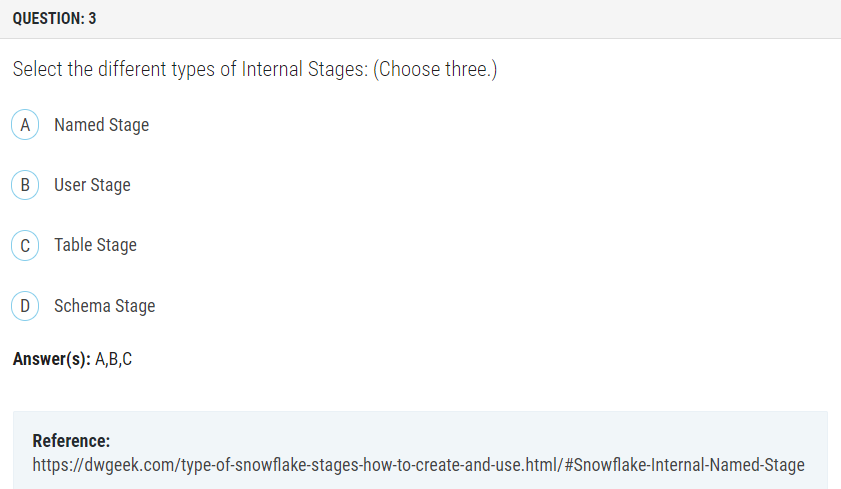 QUESTION: 3
Select the different types of Internal Stages: (Choose three.)
A Named Stage
B User Stage
C Table Stage
D Schema Stage
Answer(s): A,B,C
Reference:
https://dwgeek.com/type-of-snowflake-stages-how-to-create-and-use.html/#Snowflake-Internal-Named-Stage